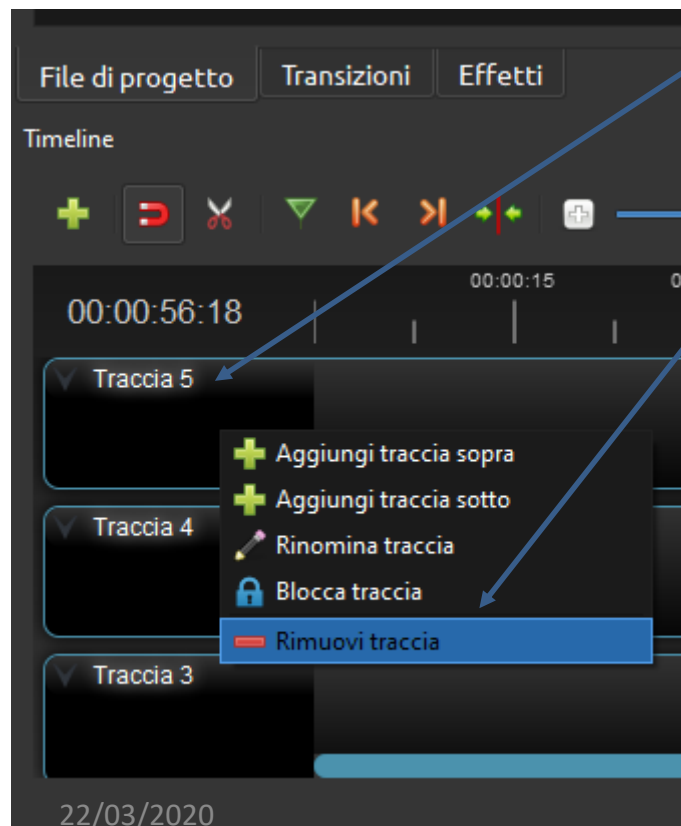 File di progetto Transizioni Effetti
Timeline
00:00:15
00:00:56:18
Traccia 5
Aggiungi traccia sopra
Aggiungi traccia sotto
Traccia 4
Rinomina traccia
Blocca traccia
Rimuovi traccia
Traccia 3
22/03/2020